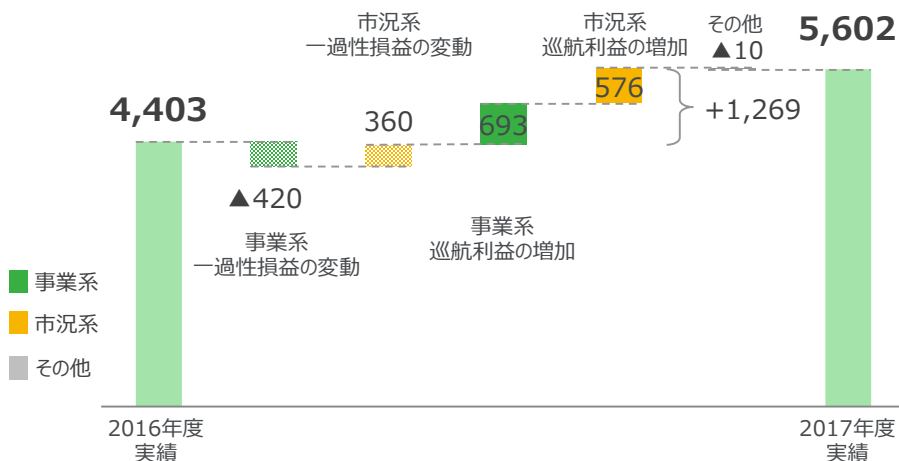 市況系
一過性損益の変動
市況系
巡航利益の増加
その他
▲10
5,602
4,403
360
693
576
+1,269
▲420
事業系
一過性損益の変動
事業系
巡航利益の増加
事業系
市況系
その他
2016年度
実績
2017年度
実績